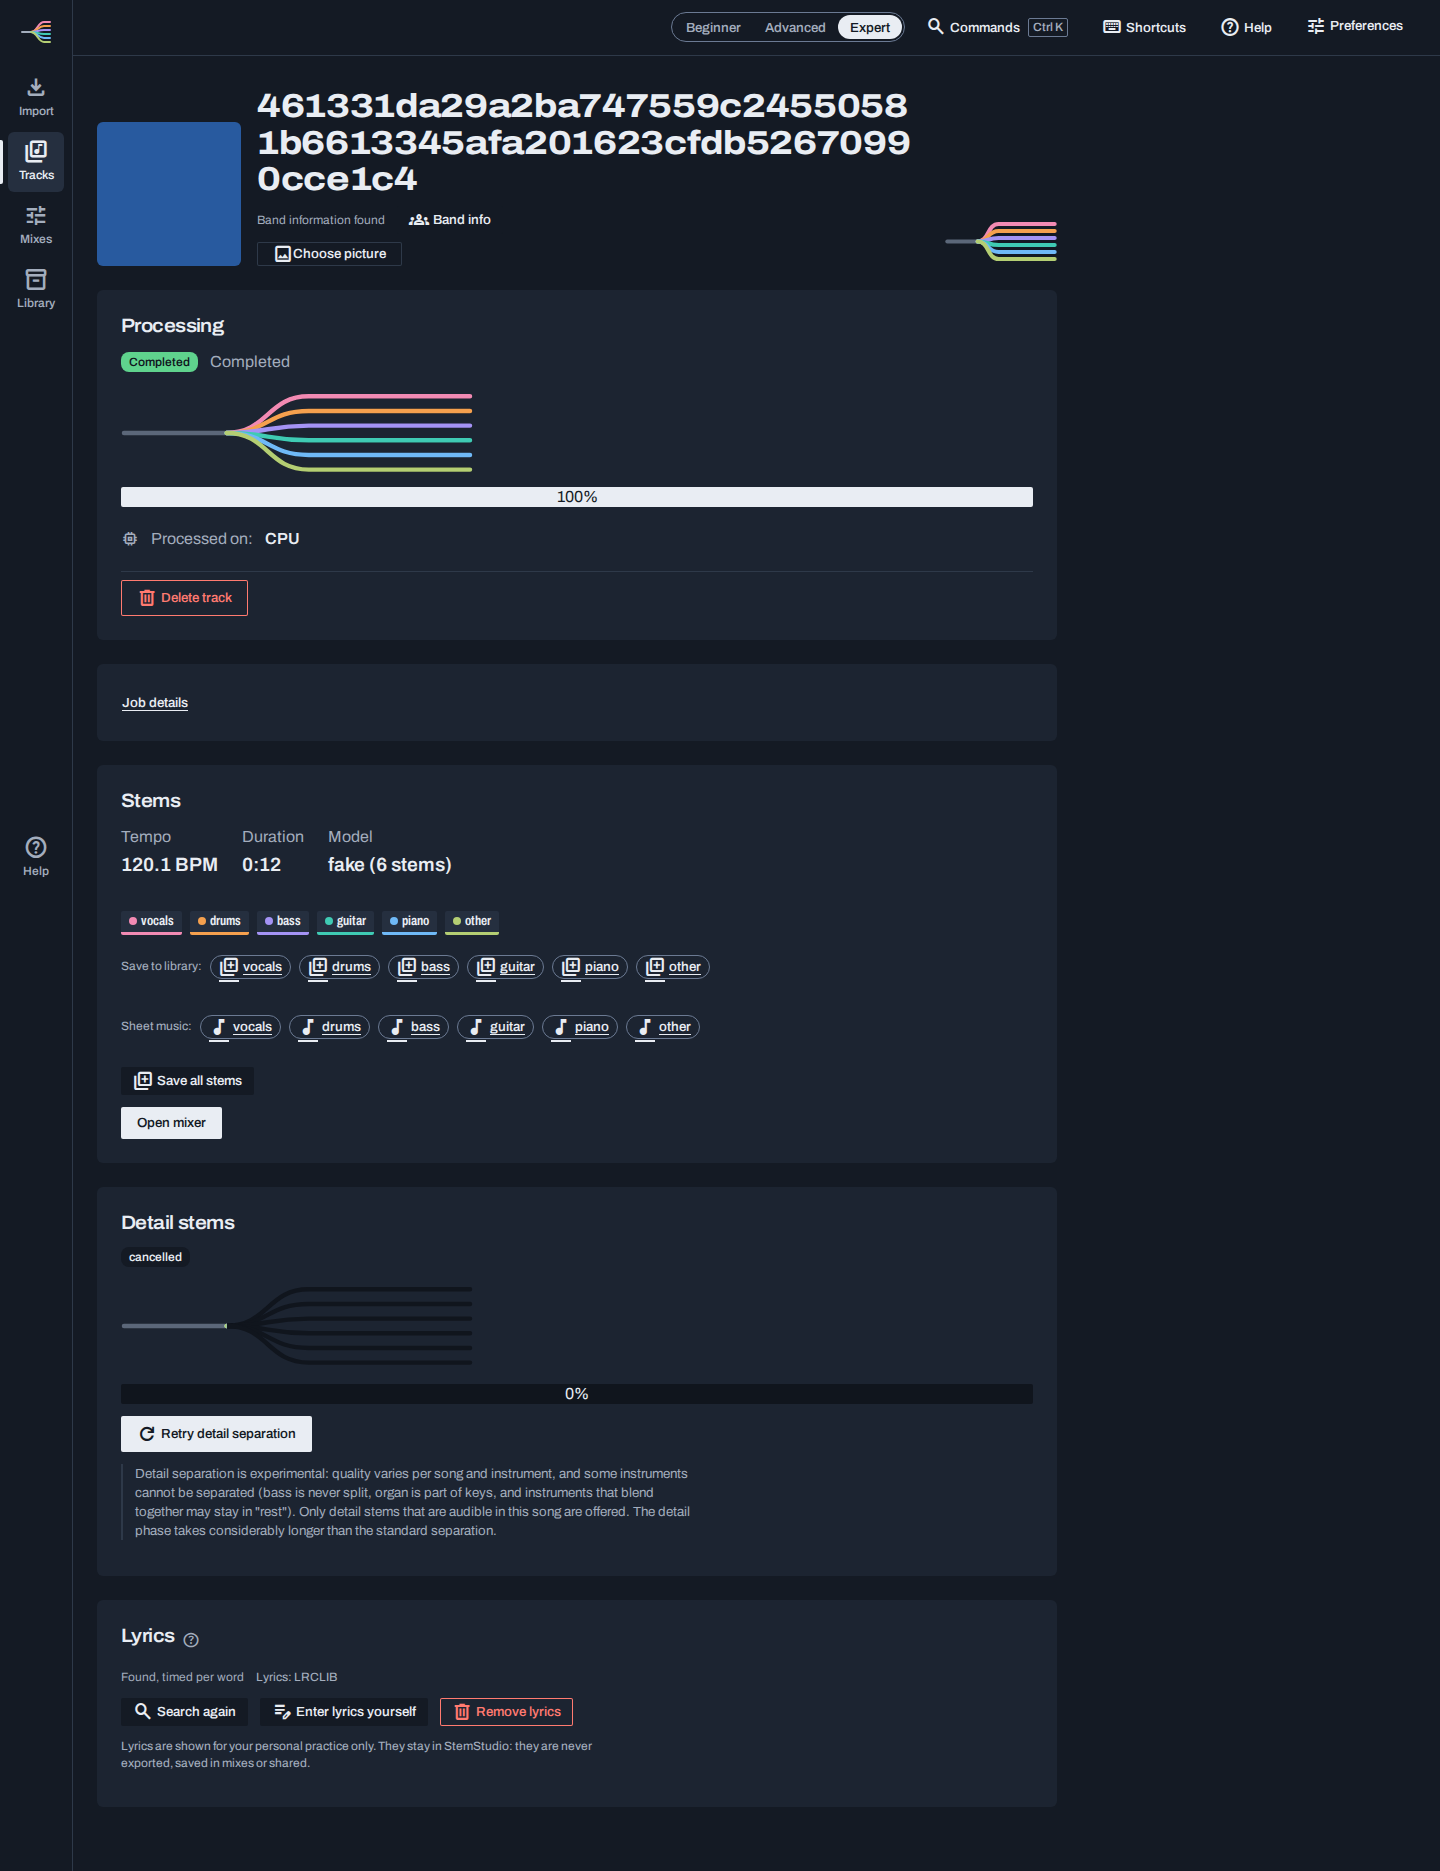 Beginner Advanced Expert Commands Ctrl K Shortcuts Help Preferences
Import
Tracks
Mixes
Library
Help
461331da29a2ba747559c2455058
1b6613345afa201623cfdb5267099
0cce1c4
Band information found Band info
Choose picture
Processing
Completed Completed
100%
Processed on: CPU
Delete track
Job details
Stems
Tempo Duration Model
120.1 BPM 0:12 fake (6 stems)
vocals drums bass guitar piano other
Save to library: vocals drums bass guitar piano other
Sheet music: vocals drums bass guitar piano other
Save all stems
Open mixer
Detail stems
cancelled
0%
Retry detail separation
Detail separation is experimental: quality varies per song and instrument, and some instruments
cannot be separated (bass is never split, organ is part of keys, and instruments that blend
together may stay in "rest"). Only detail stems that are audible in this song are offered. The detail
phase takes considerably longer than the standard separation.
Lyrics
Found, timed per word Lyrics: LRCLIB
Search again Enter lyrics yourself Remove lyrics
Lyrics are shown for your personal practice only. They stay in StemStudio: they are never
exported, saved in mixes or shared.